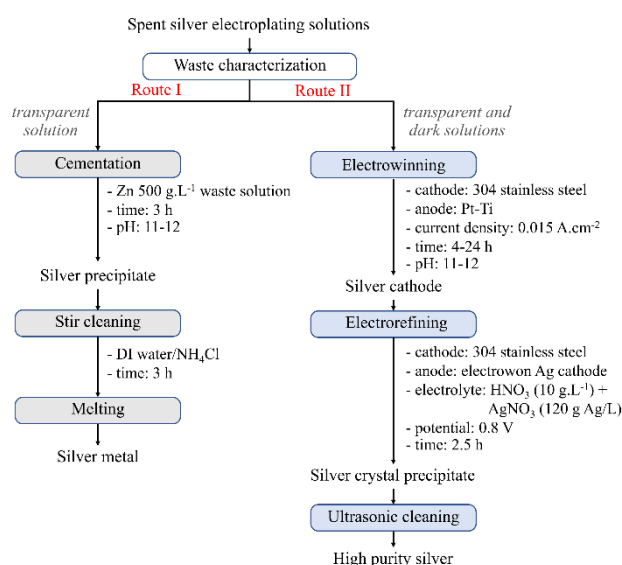 Spent silver electroplating solutions
Waste characterization
Route I
Route II
transparent
solution
Cementation
- Zn 500 g.L⁻¹ waste solution
- time: 3 h
- pH: 11-12
Silver precipitate
Stir cleaning
- DI water/NH₄Cl
- time: 3 h
Melting
Silver metal
transparent and
dark solutions
Electrowinning
- cathode: 304 stainless steel
- anode: Pt-Ti
- current density: 0.015 A.cm⁻²
- time: 4-24 h
- pH: 11-12
Silver cathode
Electrorefining
- cathode: 304 stainless steel
- anode: electrowon Ag cathode
- electrolyte: HNO₃ (10 g.L⁻¹) +
AgNO₃ (120 g Ag/L)
- potential: 0.8 V
- time: 2.5 h
Silver crystal precipitate
Ultrasonic cleaning
High purity silver